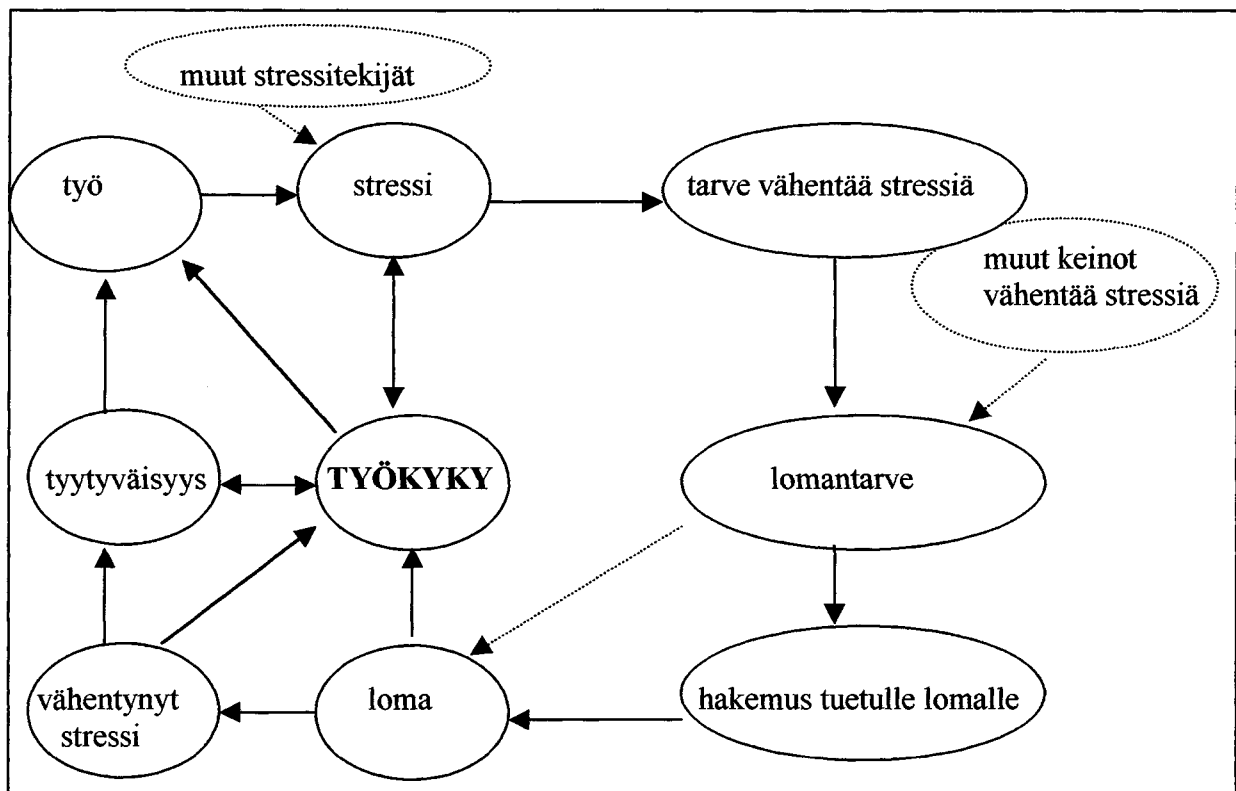 muut stressitekijät
työ
stressi
tarve vähentää stressiä
muut keinot
vähentää stressiä
tyytyväisyys
TYÖKYKY
lomantarve
vähentynyt
stressi
loma
hakemus tuetulle lomalle